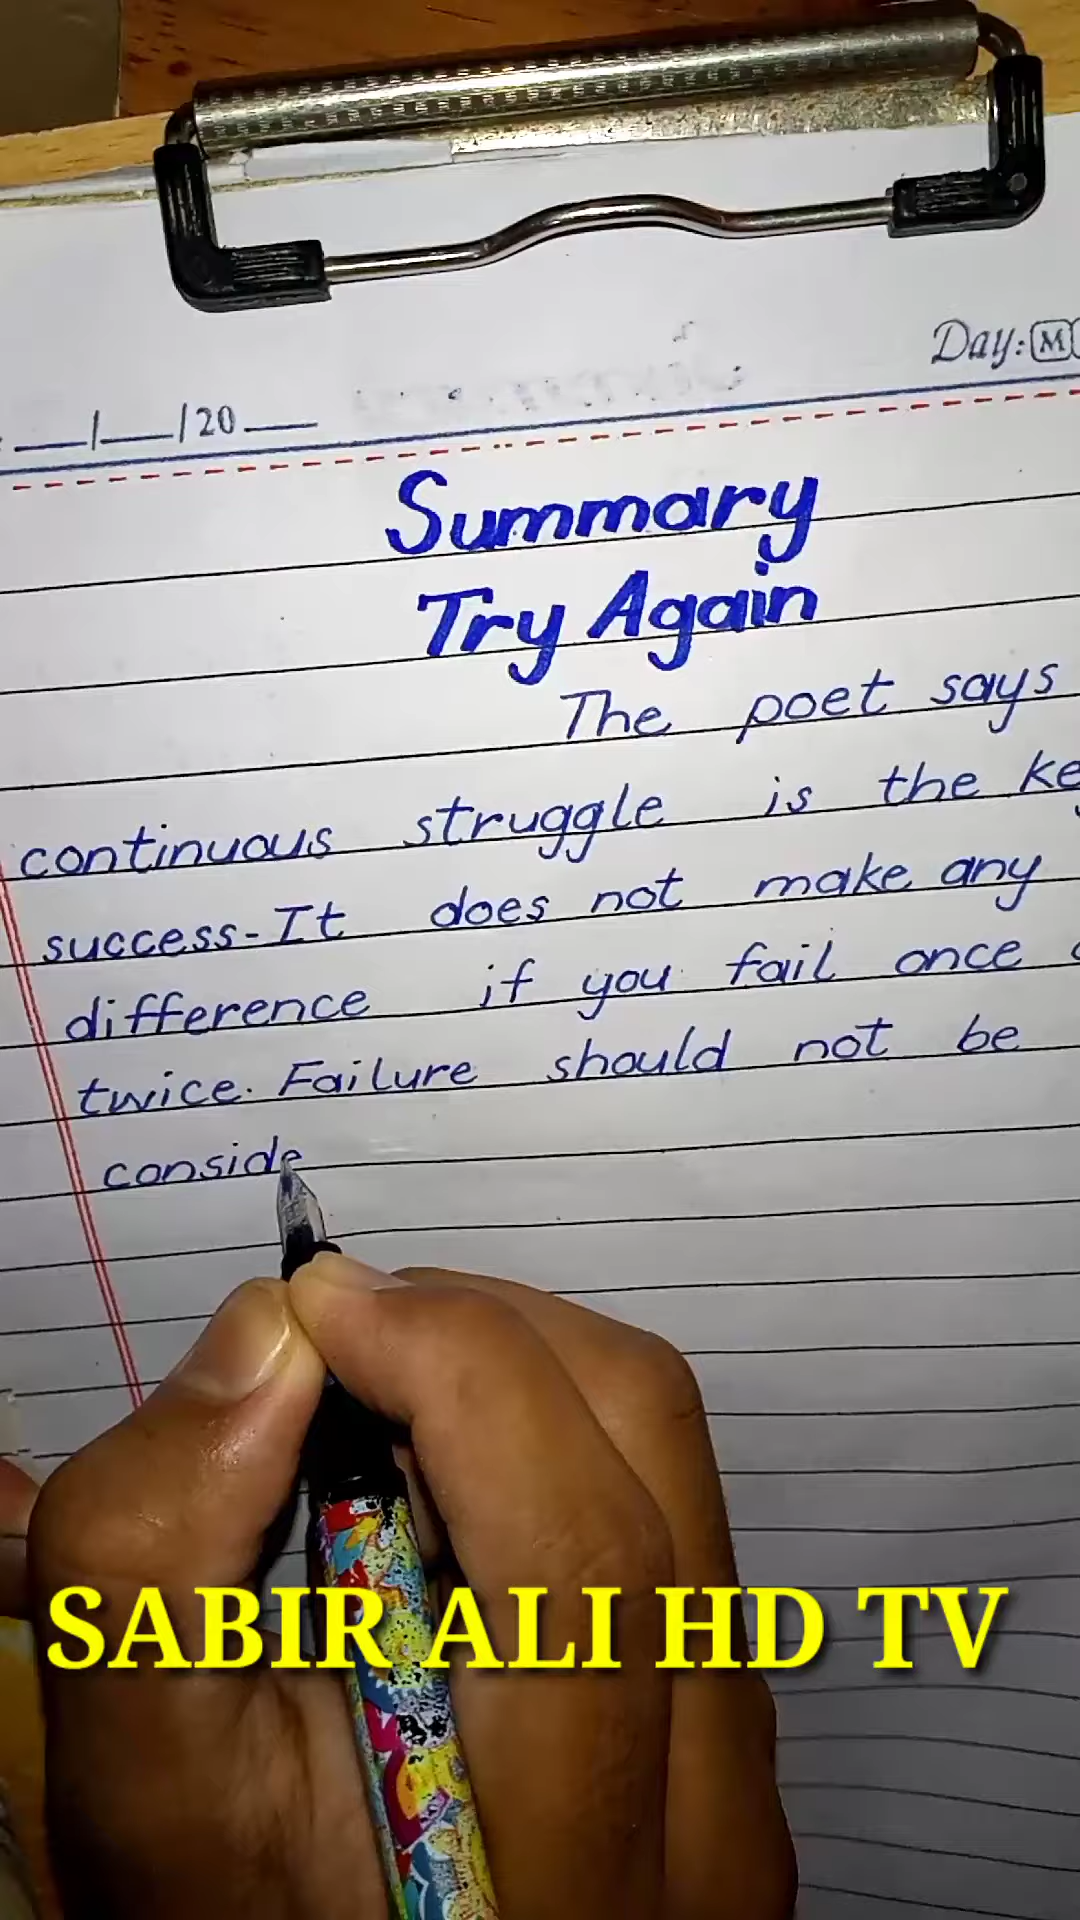 Day: M
/ /20
Summary
Try Again
The poet says
continuous struggle is the
success-It does not make any
difference if you fail once
twice. Failure should not be
conside
SABIR ALI HD TV